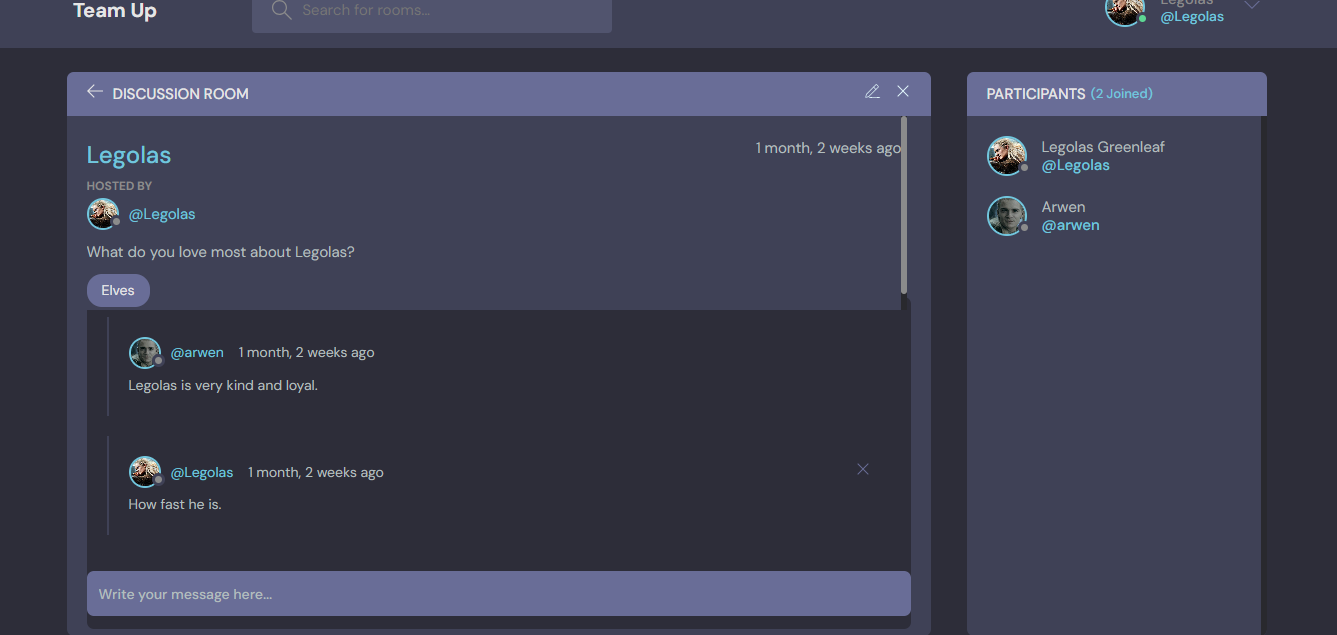 Team Up
Search for rooms...
Legolas
@Legolas
DISCUSSION ROOM
Legolas
1 month, 2 weeks ago
HOSTED BY
@Legolas
What do you love most about Legolas?
Elves
@arwen 1 month, 2 weeks ago
Legolas is very kind and loyal.
@Legolas 1 month, 2 weeks ago
How fast he is.
Write your message here...
PARTICIPANTS (2 Joined)
Legolas Greenleaf
@Legolas
Arwen
@arwen